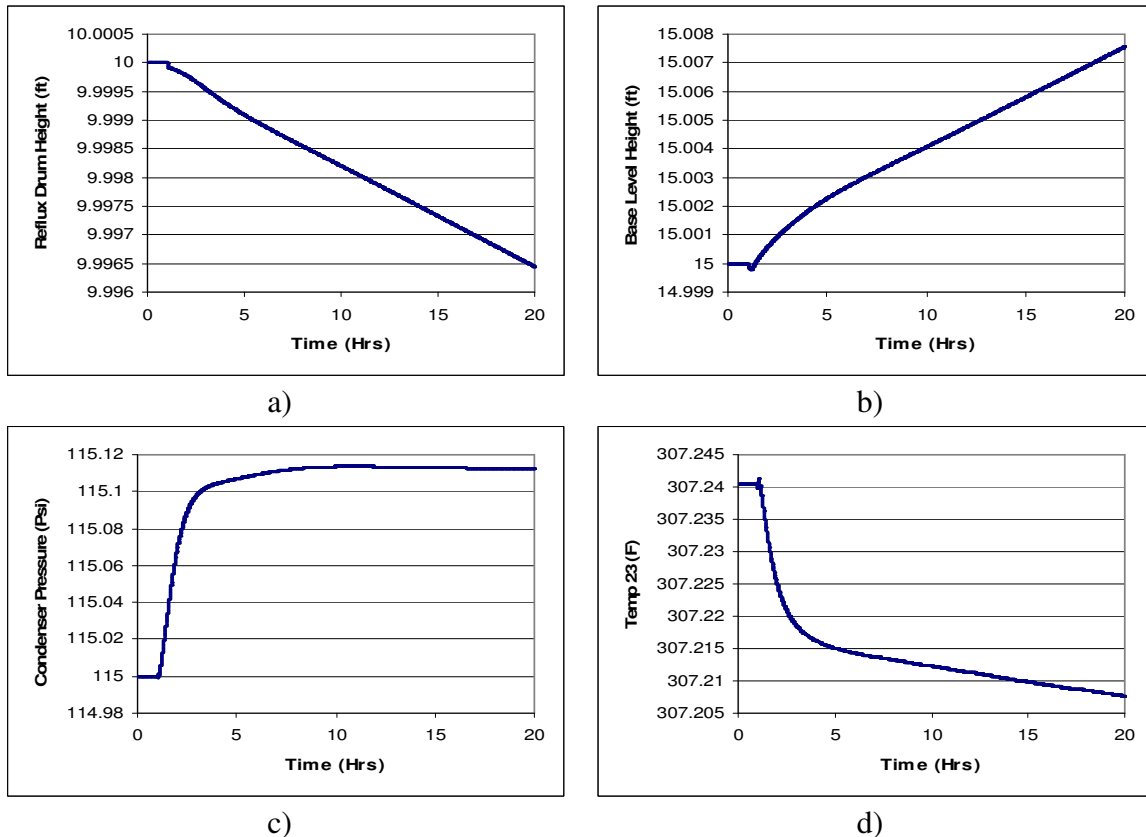 10.0005
10
9.9995
9.999
9.9985
9.998
9.9975
9.997
9.9965
9.996
Reflux Drum Height (ft)
0 5 10 15 20
Time (Hrs)
a)
15.008
15.007
15.006
15.005
15.004
15.003
15.002
15.001
15
14.999
Base Level Height (ft)
0 5 10 15 20
Time (Hrs)
b)
115.12
115.1
115.08
115.06
115.04
115.02
115
114.98
Condenser Pressure (Psi)
0 5 10 15 20
Time (Hrs)
c)
307.245
307.24
307.235
307.23
307.225
307.22
307.215
307.21
307.205
Temp 23 (F)
0 5 10 15 20
Time (Hrs)
d)